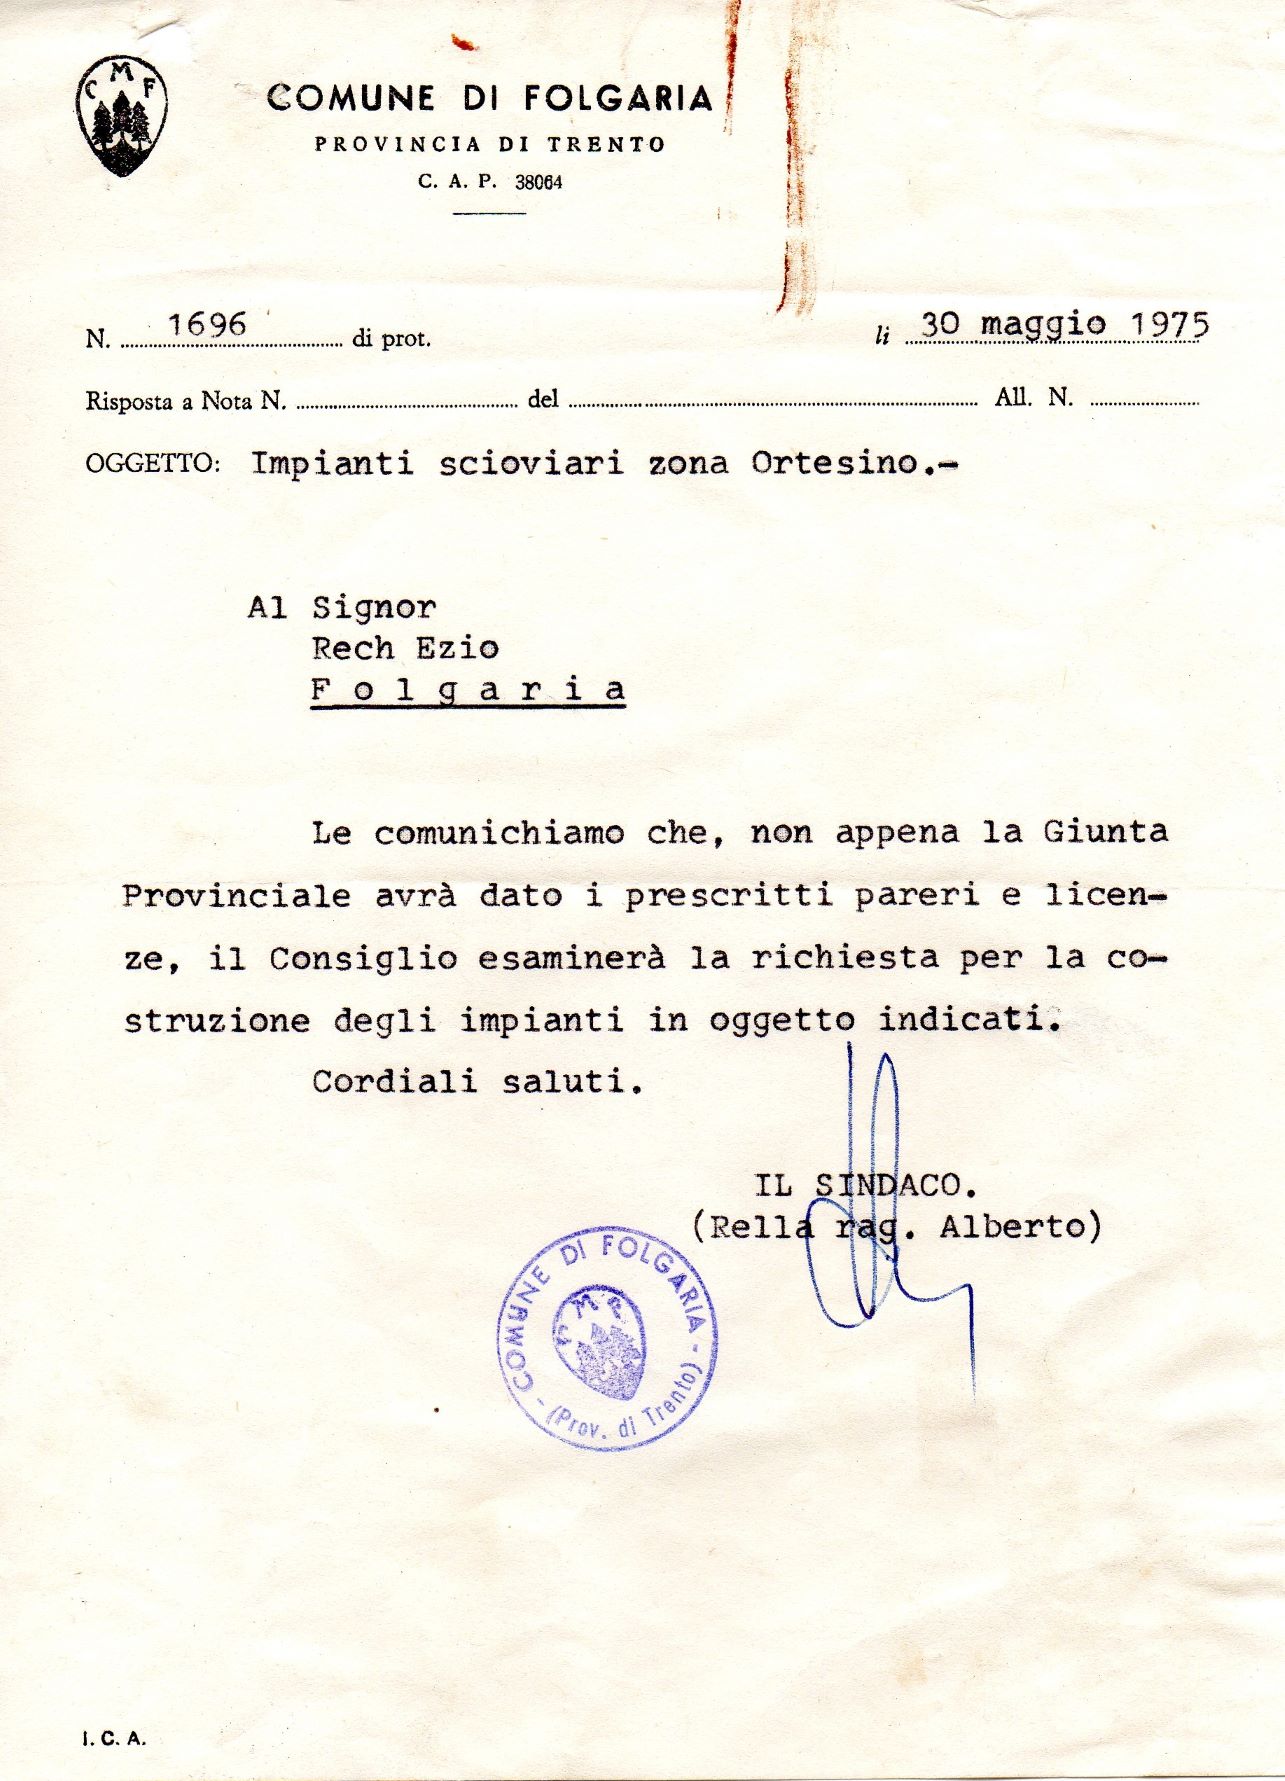 C M F
COMUNE DI FOLGARIA
PROVINCIA DI TRENTO
C. A. P. 38064
N. 1696 di prot.
li 30 maggio 1975
Risposta a Nota N. del All. N.
OGGETTO: Impianti scioviari zona Ortesino.-
Al Signor
Rech Ezio
Folgaria
Le comunichiamo che, non appena la Giunta
Provinciale avrà dato i prescritti pareri e licen-
ze, il Consiglio esaminerà la richiesta per la co-
struzione degli impianti in oggetto indicati.
Cordiali saluti.
IL SINDACO.
(Rella rag. Alberto)
- COMUNE DI FOLGARIA -
C M F
(Prov. di Trento)
I. C. A.